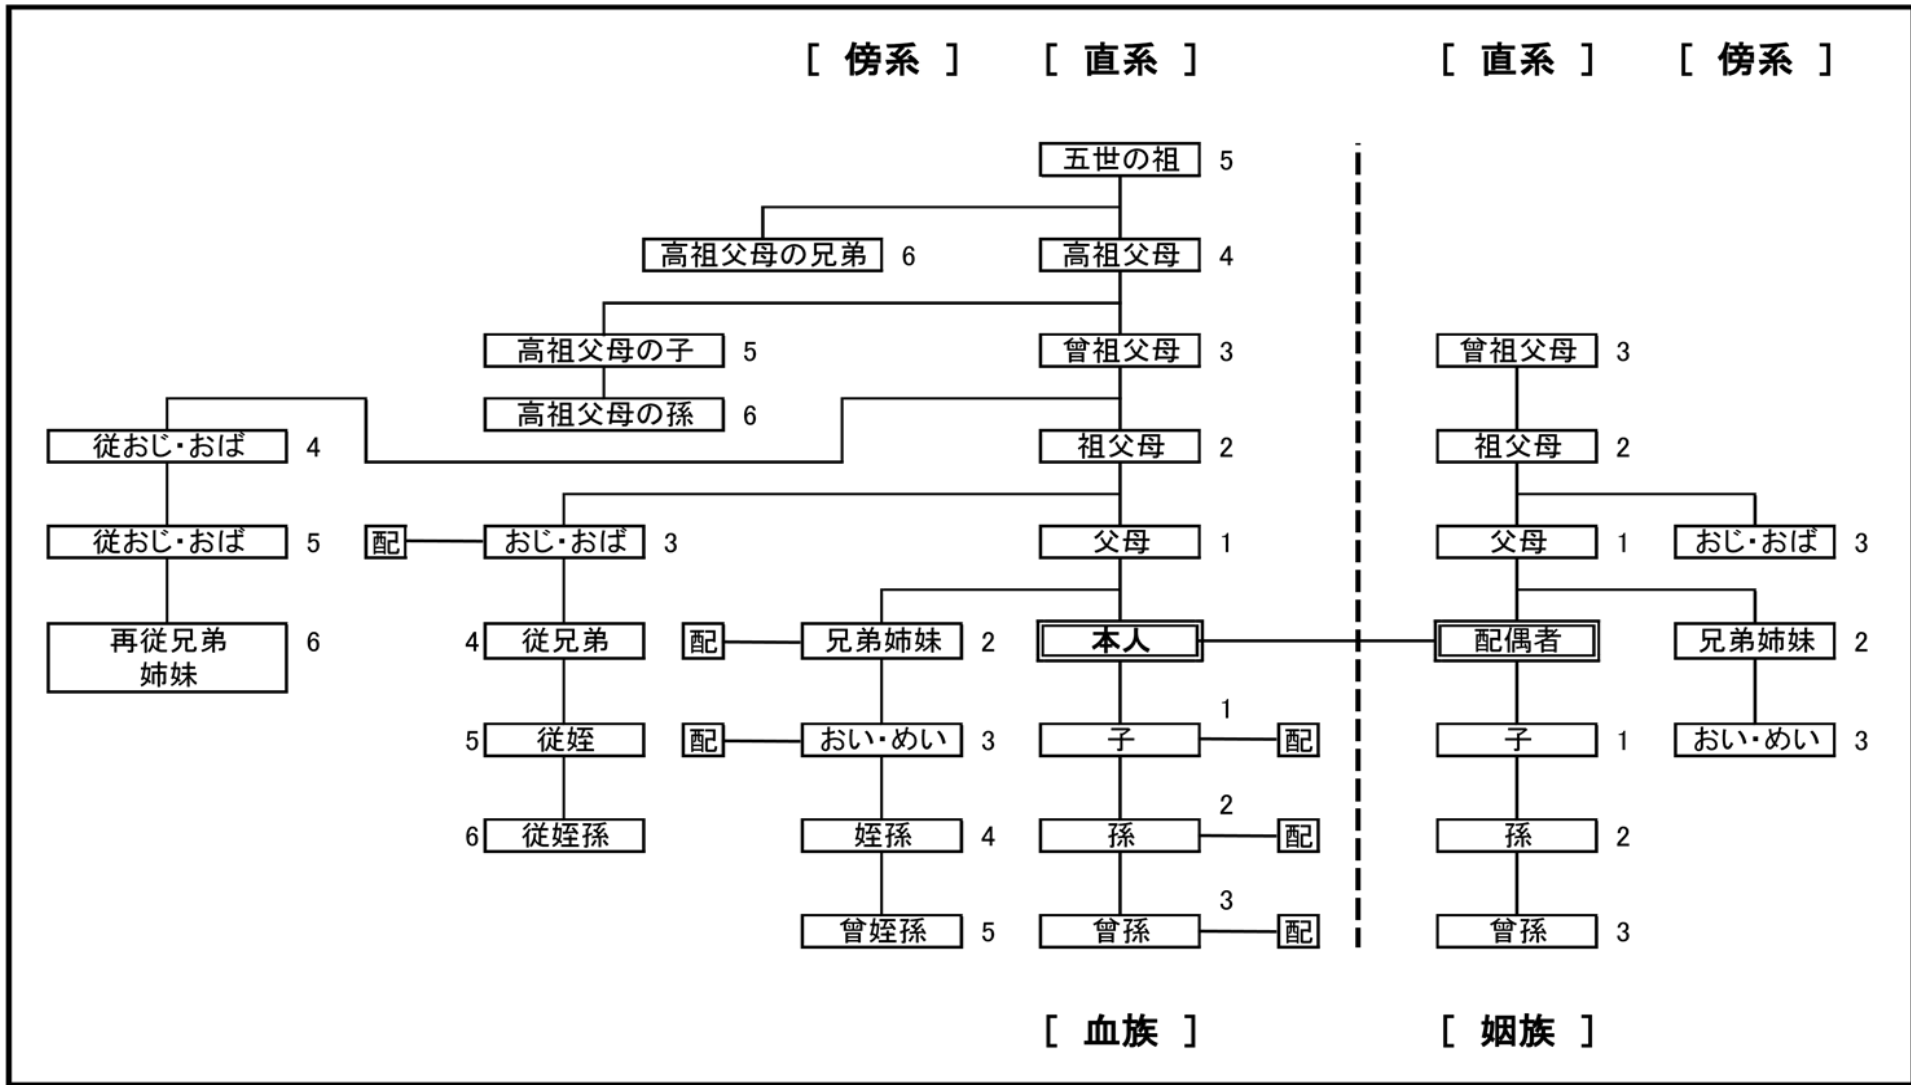 [ 傍系 ] [ 直系 ] [ 直系 ] [ 傍系 ]
五世の祖 5
高祖父母の兄弟 6 高祖父母 4
高祖父母の子 5 曾祖父母 3 曾祖父母 3
高祖父母の孫 6
従おじ・おば 4 祖父母 2 祖父母 2
従おじ・おば 5 配 おじ・おば 3 父母 1 父母 1 おじ・おば 3
再従兄弟 6 4 従兄弟 配 兄弟姉妹 2 本人 配偶者 兄弟姉妹 2
姉妹
1
5 従姪 配 おい・めい 3 子 配 子 1 おい・めい 3
2
6 従姪孫 姪孫 4 孫 配 孫 2
3
曾姪孫 5 曾孫 配 曾孫 3
[ 血族 ] [ 姻族 ]